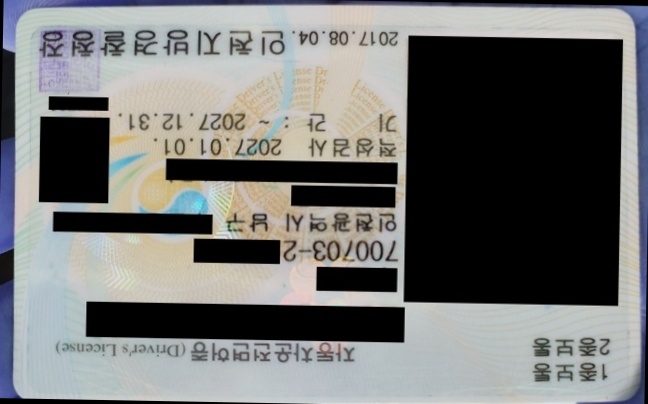 1종보통
2종보통
자동차운전면허증 (Driver's License)
700703-2
인천광역시 남구
적성검사 2027.01.01.
기 간 : ~ 2027.12.31.
2017.08.04. 인천지방경찰청장